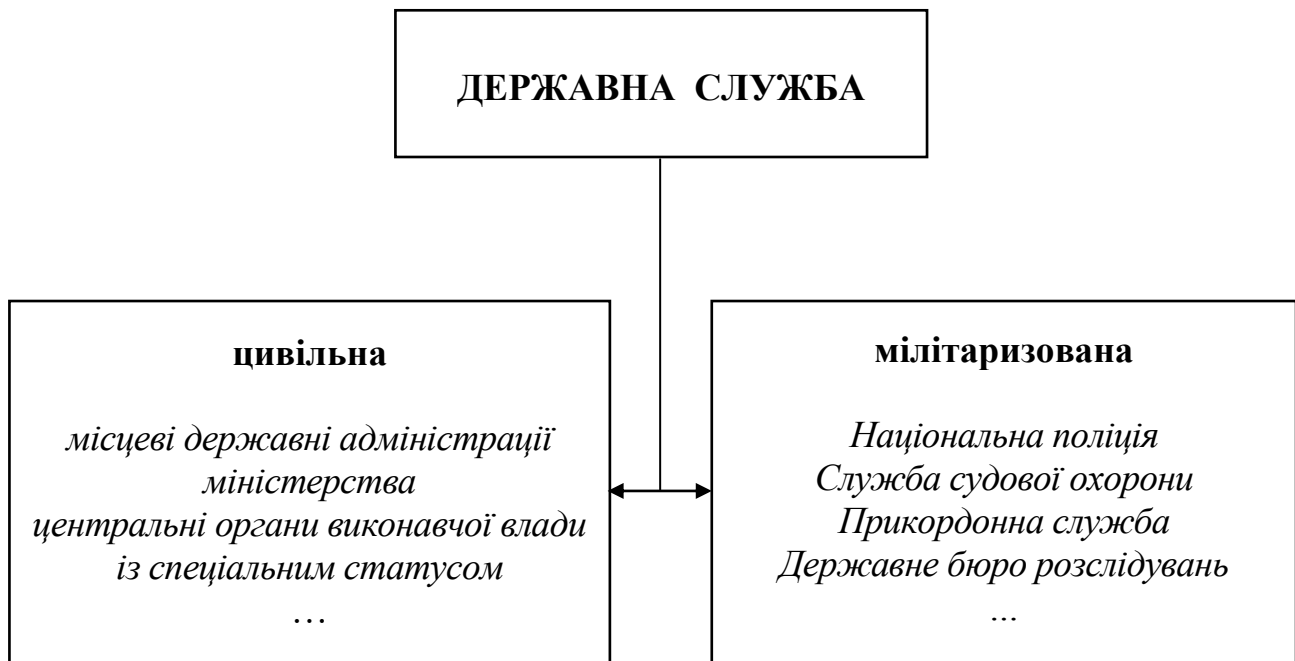 ДЕРЖАВНА СЛУЖБА
цивільна
місцеві державні адміністрації
міністерства
центральні органи виконавчої влади
із спеціальним статусом
…
мілітаризована
Національна поліція
Служба судової охорони
Прикордонна служба
Державне бюро розслідувань
...